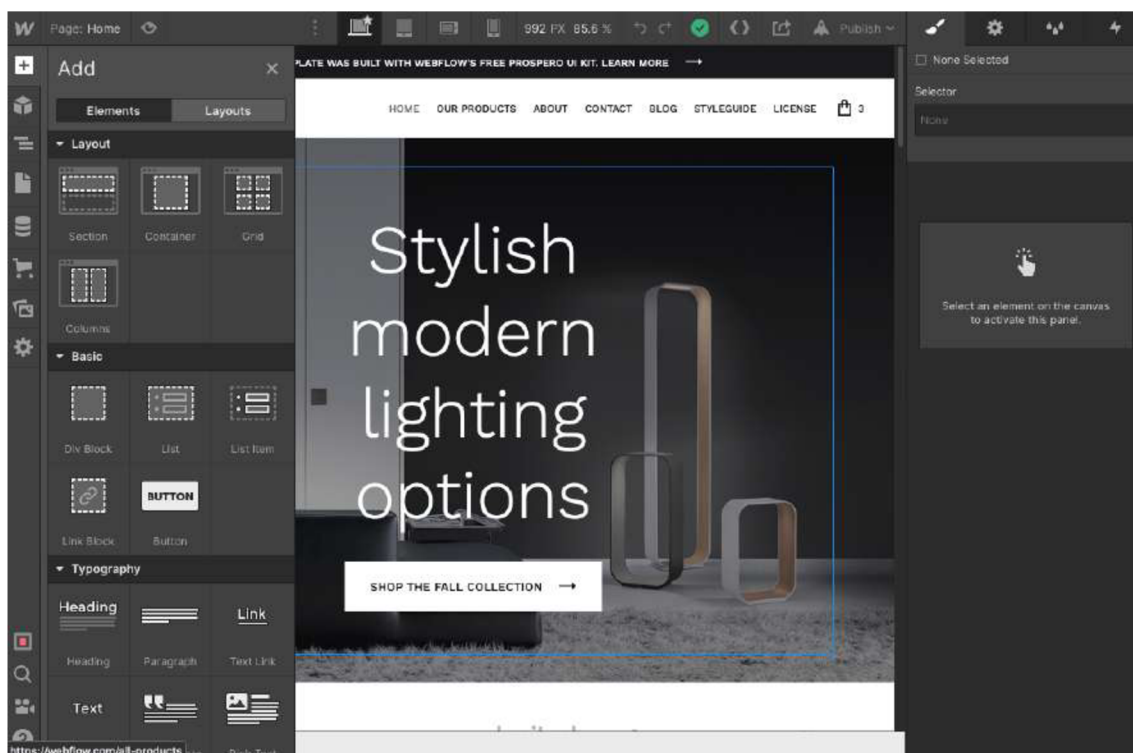 Page: Home
992 PX 85.6 %
Publish
Add
Elements
Layouts
Layout
Section
Container
Grid
Columns
Basic
Div Block
List
List Item
BUTTON
Link Block
Button
Typography
Heading
Link
Heading
Paragraph
Text Link
Text
Rich Text
https://webflow.com/all-products
PLATE WAS BUILT WITH WEBFLOW'S FREE PROSPERO UI KIT. LEARN MORE →
HOME OUR PRODUCTS ABOUT CONTACT BLOG STYLEGUIDE LICENSE 3
Stylish
modern
lighting
options
SHOP THE FALL COLLECTION →
None Selected
Selector
None
Select an element on the canvas
to activate this panel.